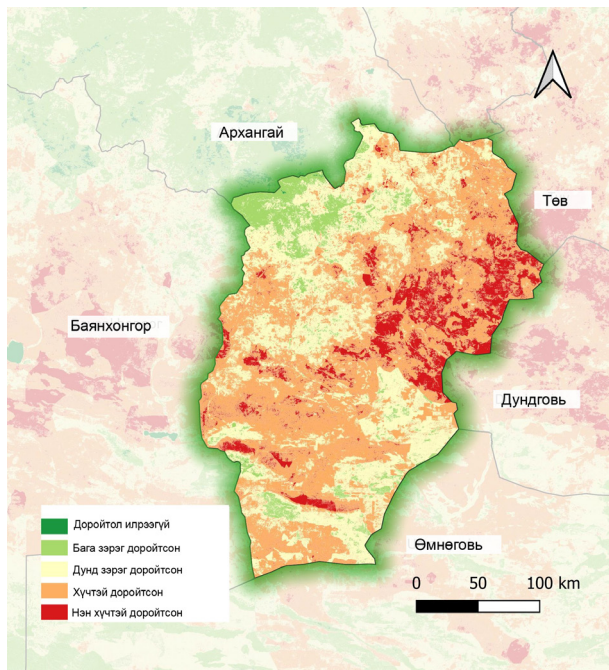 Архангай
Төв
Баянхонгор
Дундговь
Өмнөговь
Доройтол илрээгүй
Бага зэрэг доройтсон
Дунд зэрэг доройтсон
Хүчтэй доройтсон
Нэн хүчтэй доройтсон
0 50 100 km